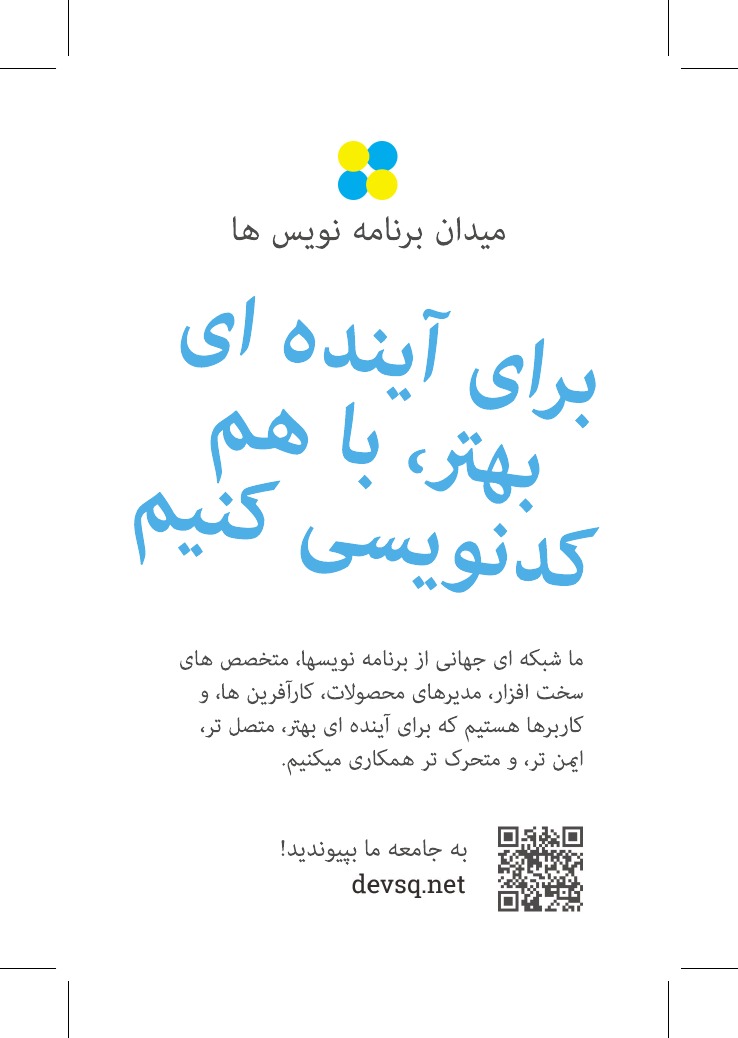 میدان برنامه نویس ها
برای آینده ای
بهتر، با هم
کدنویسی کنیم
ما شبکه ای جهانی از برنامه نویسها، متخصص های
سخت افزار، مدیرهای محصولات، کارآفرین ها، و
کاربرها هستیم که برای آینده ای بهتر، متصل تر،
ایمن تر، و متحرک تر همکاری میکنیم.
به جامعه ما بپیوندید!
devsq.net